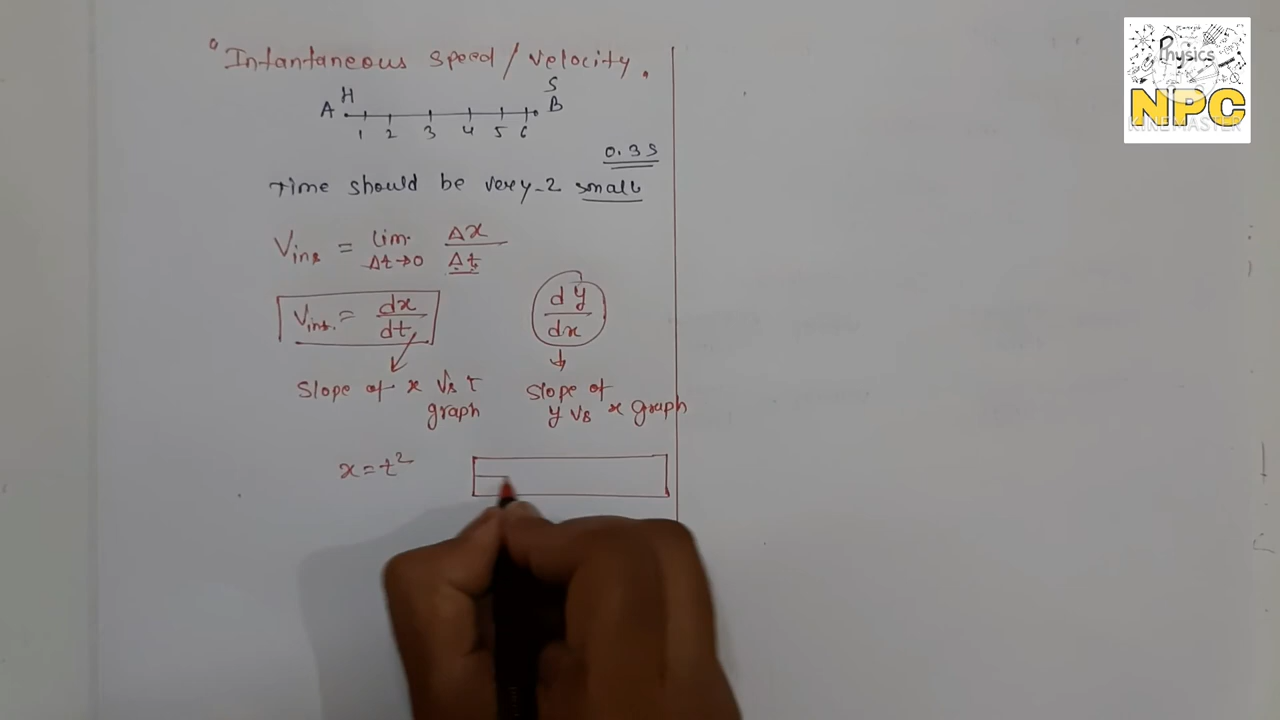 Intantaneous speed / velocity.
H S
A B
1 2 3 4 5 6
0.3 s
Time should be very-2 small
Vins = lim Δt→0 Δx/Δt
Vins. = dx/dt
dy/dx
Slope of x Vs t graph
Slope of y Vs x graph
x = t²
Physics
NPC
KINEMASTER